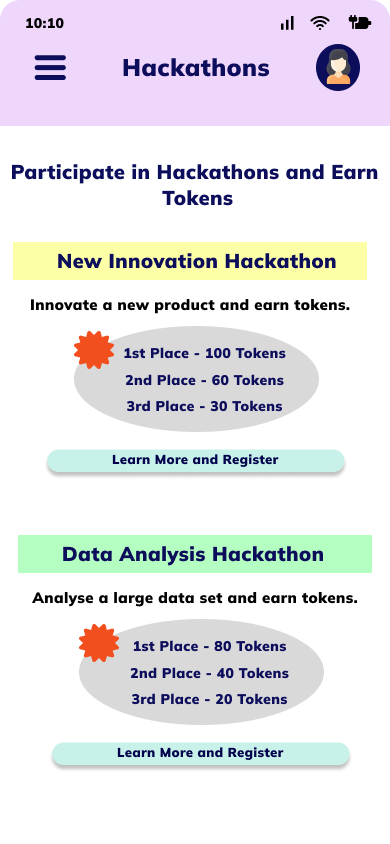 10:10
Hackathons
Participate in Hackathons and Earn
Tokens
New Innovation Hackathon
Innovate a new product and earn tokens.
1st Place - 100 Tokens
2nd Place - 60 Tokens
3rd Place - 30 Tokens
Learn More and Register
Data Analysis Hackathon
Analyse a large data set and earn tokens.
1st Place - 80 Tokens
2nd Place - 40 Tokens
3rd Place - 20 Tokens
Learn More and Register